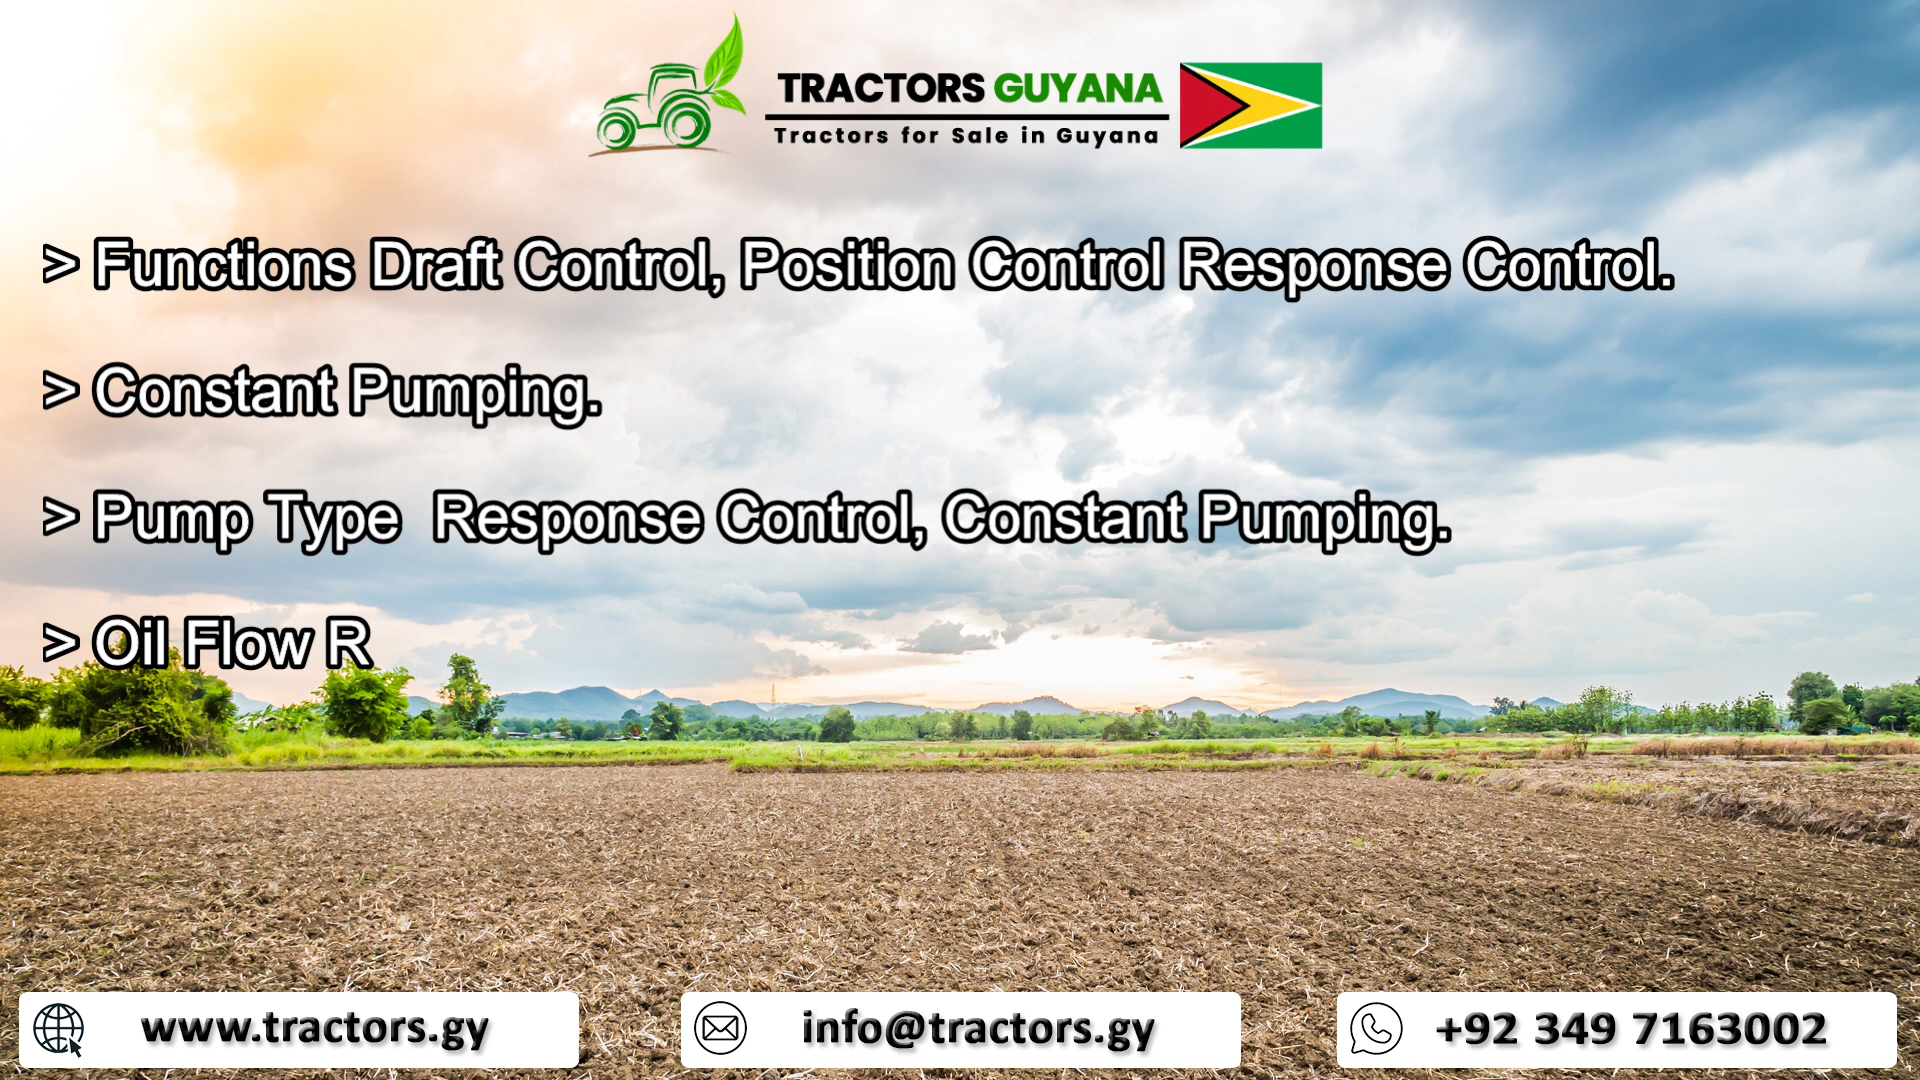 TRACTORS GUYANA
Tractors for Sale in Guyana
> Functions Draft Control, Position Control Response Control.
> Constant Pumping.
> Pump Type  Response Control, Constant Pumping.
> Oil Flow R
www.tractors.gy
info@tractors.gy
+92 349 7163002